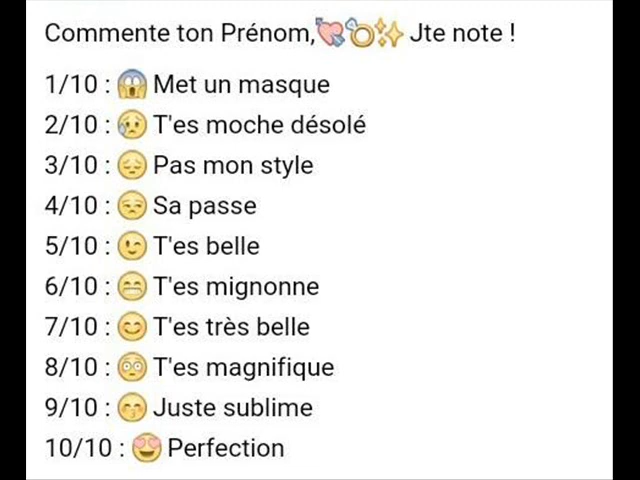 Commente ton Prénom,💘💍✨ Jte note !
1/10 : 😱 Met un masque
2/10 : 😢 T'es moche désolé
3/10 : 😔 Pas mon style
4/10 : 😒 Sa passe
5/10 : 😉 T'es belle
6/10 : 😁 T'es mignonne
7/10 : 😊 T'es très belle
8/10 : 😳 T'es magnifique
9/10 : 😙 Juste sublime
10/10 : 😍 Perfection